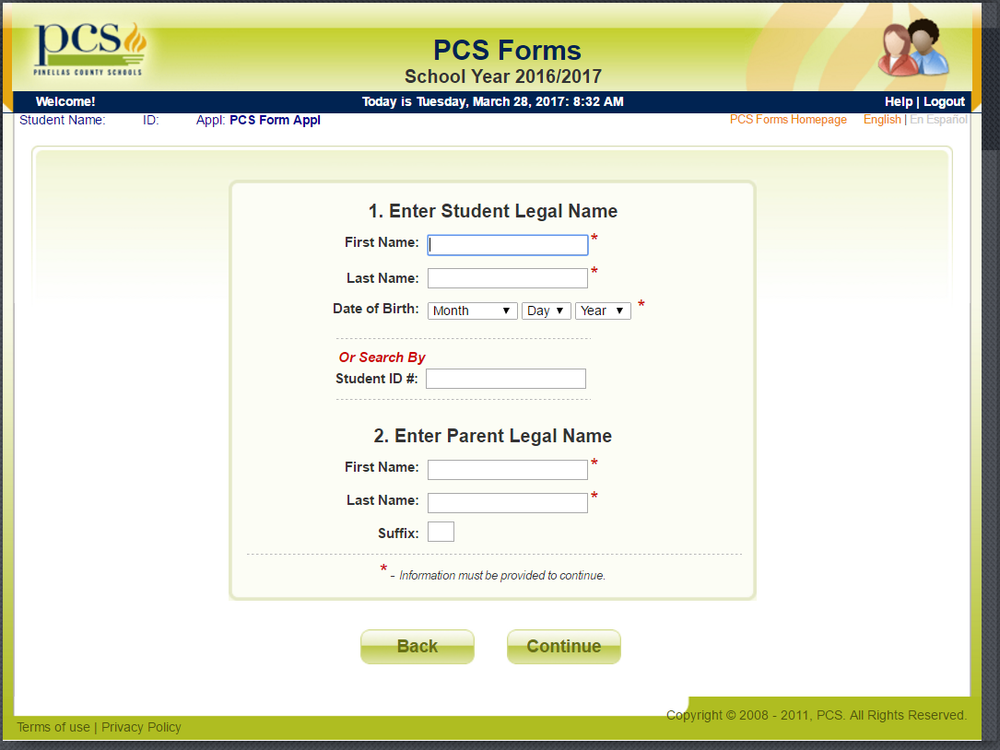 pcs
PINELLAS COUNTY SCHOOLS
PCS Forms
School Year 2016/2017
Welcome! Today is Tuesday, March 28, 2017: 8:32 AM Help | Logout
Student Name: ID: Appl: PCS Form Appl PCS Forms Homepage English | En Español
1. Enter Student Legal Name
First Name: *
Last Name: *
Date of Birth: Month ▼ Day ▼ Year ▼ *
Or Search By
Student ID #:
2. Enter Parent Legal Name
First Name: *
Last Name: *
Suffix:
* - Information must be provided to continue.
Back Continue
Copyright © 2008 - 2011, PCS. All Rights Reserved.
Terms of use | Privacy Policy